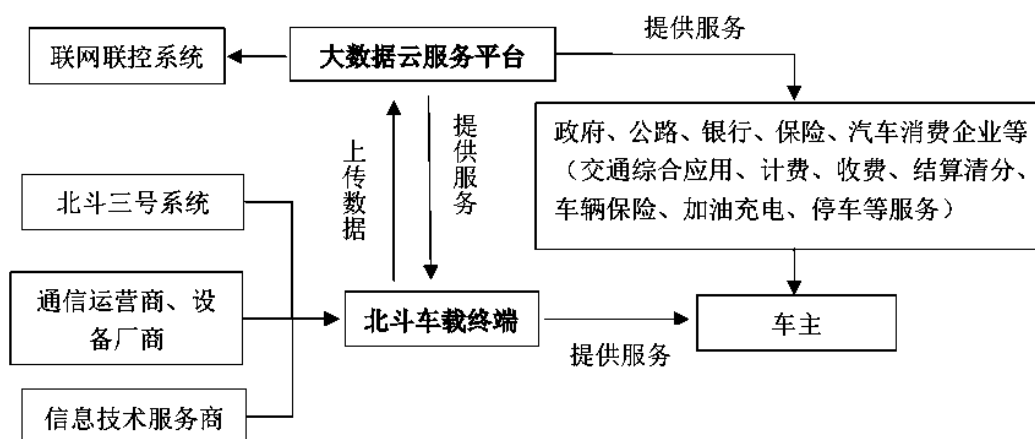 提供服务
联网联控系统
大数据云服务平台
政府、公路、银行、保险、汽车消费企业等
（交通综合应用、计费、收费、结算清分、
车辆保险、加油充电、停车等服务）
上传数据
提供服务
北斗三号系统
通信运营商、设
备厂商
北斗车载终端
车主
提供服务
信息技术服务商